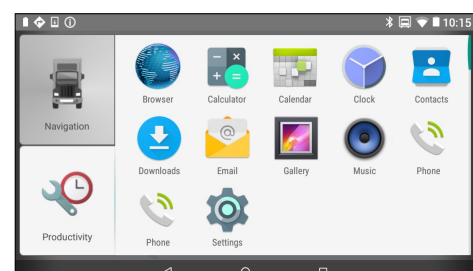 10:15
Navigation
Browser
Calculator
Calendar
Clock
Contacts
Downloads
Email
Gallery
Music
Phone
Productivity
Phone
Settings